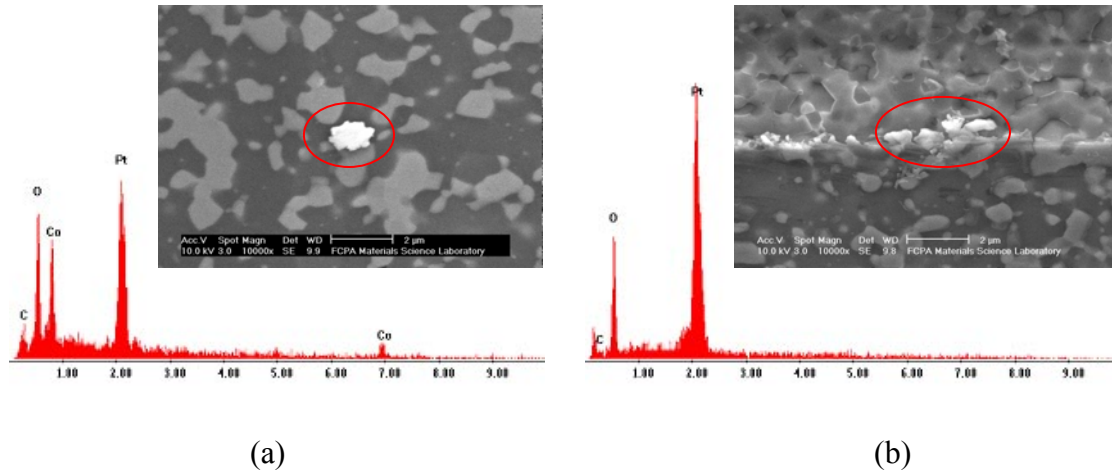 Pt
O
Co
C
Co
1.00 2.00 3.00 4.00 5.00 6.00 7.00 8.00 9.00
Acc.V Spot Magn Det WD 2 µm
10.0 kV 3.0 10000x SE 9.9 FCPA Materials Science Laboratory
(a)
Pt
O
C
1.00 2.00 3.00 4.00 5.00 6.00 7.00 8.00 9.00
Acc.V Spot Magn Det WD 2 µm
10.0 kV 3.0 10000x SE 9.8 FCPA Materials Science Laboratory
(b)